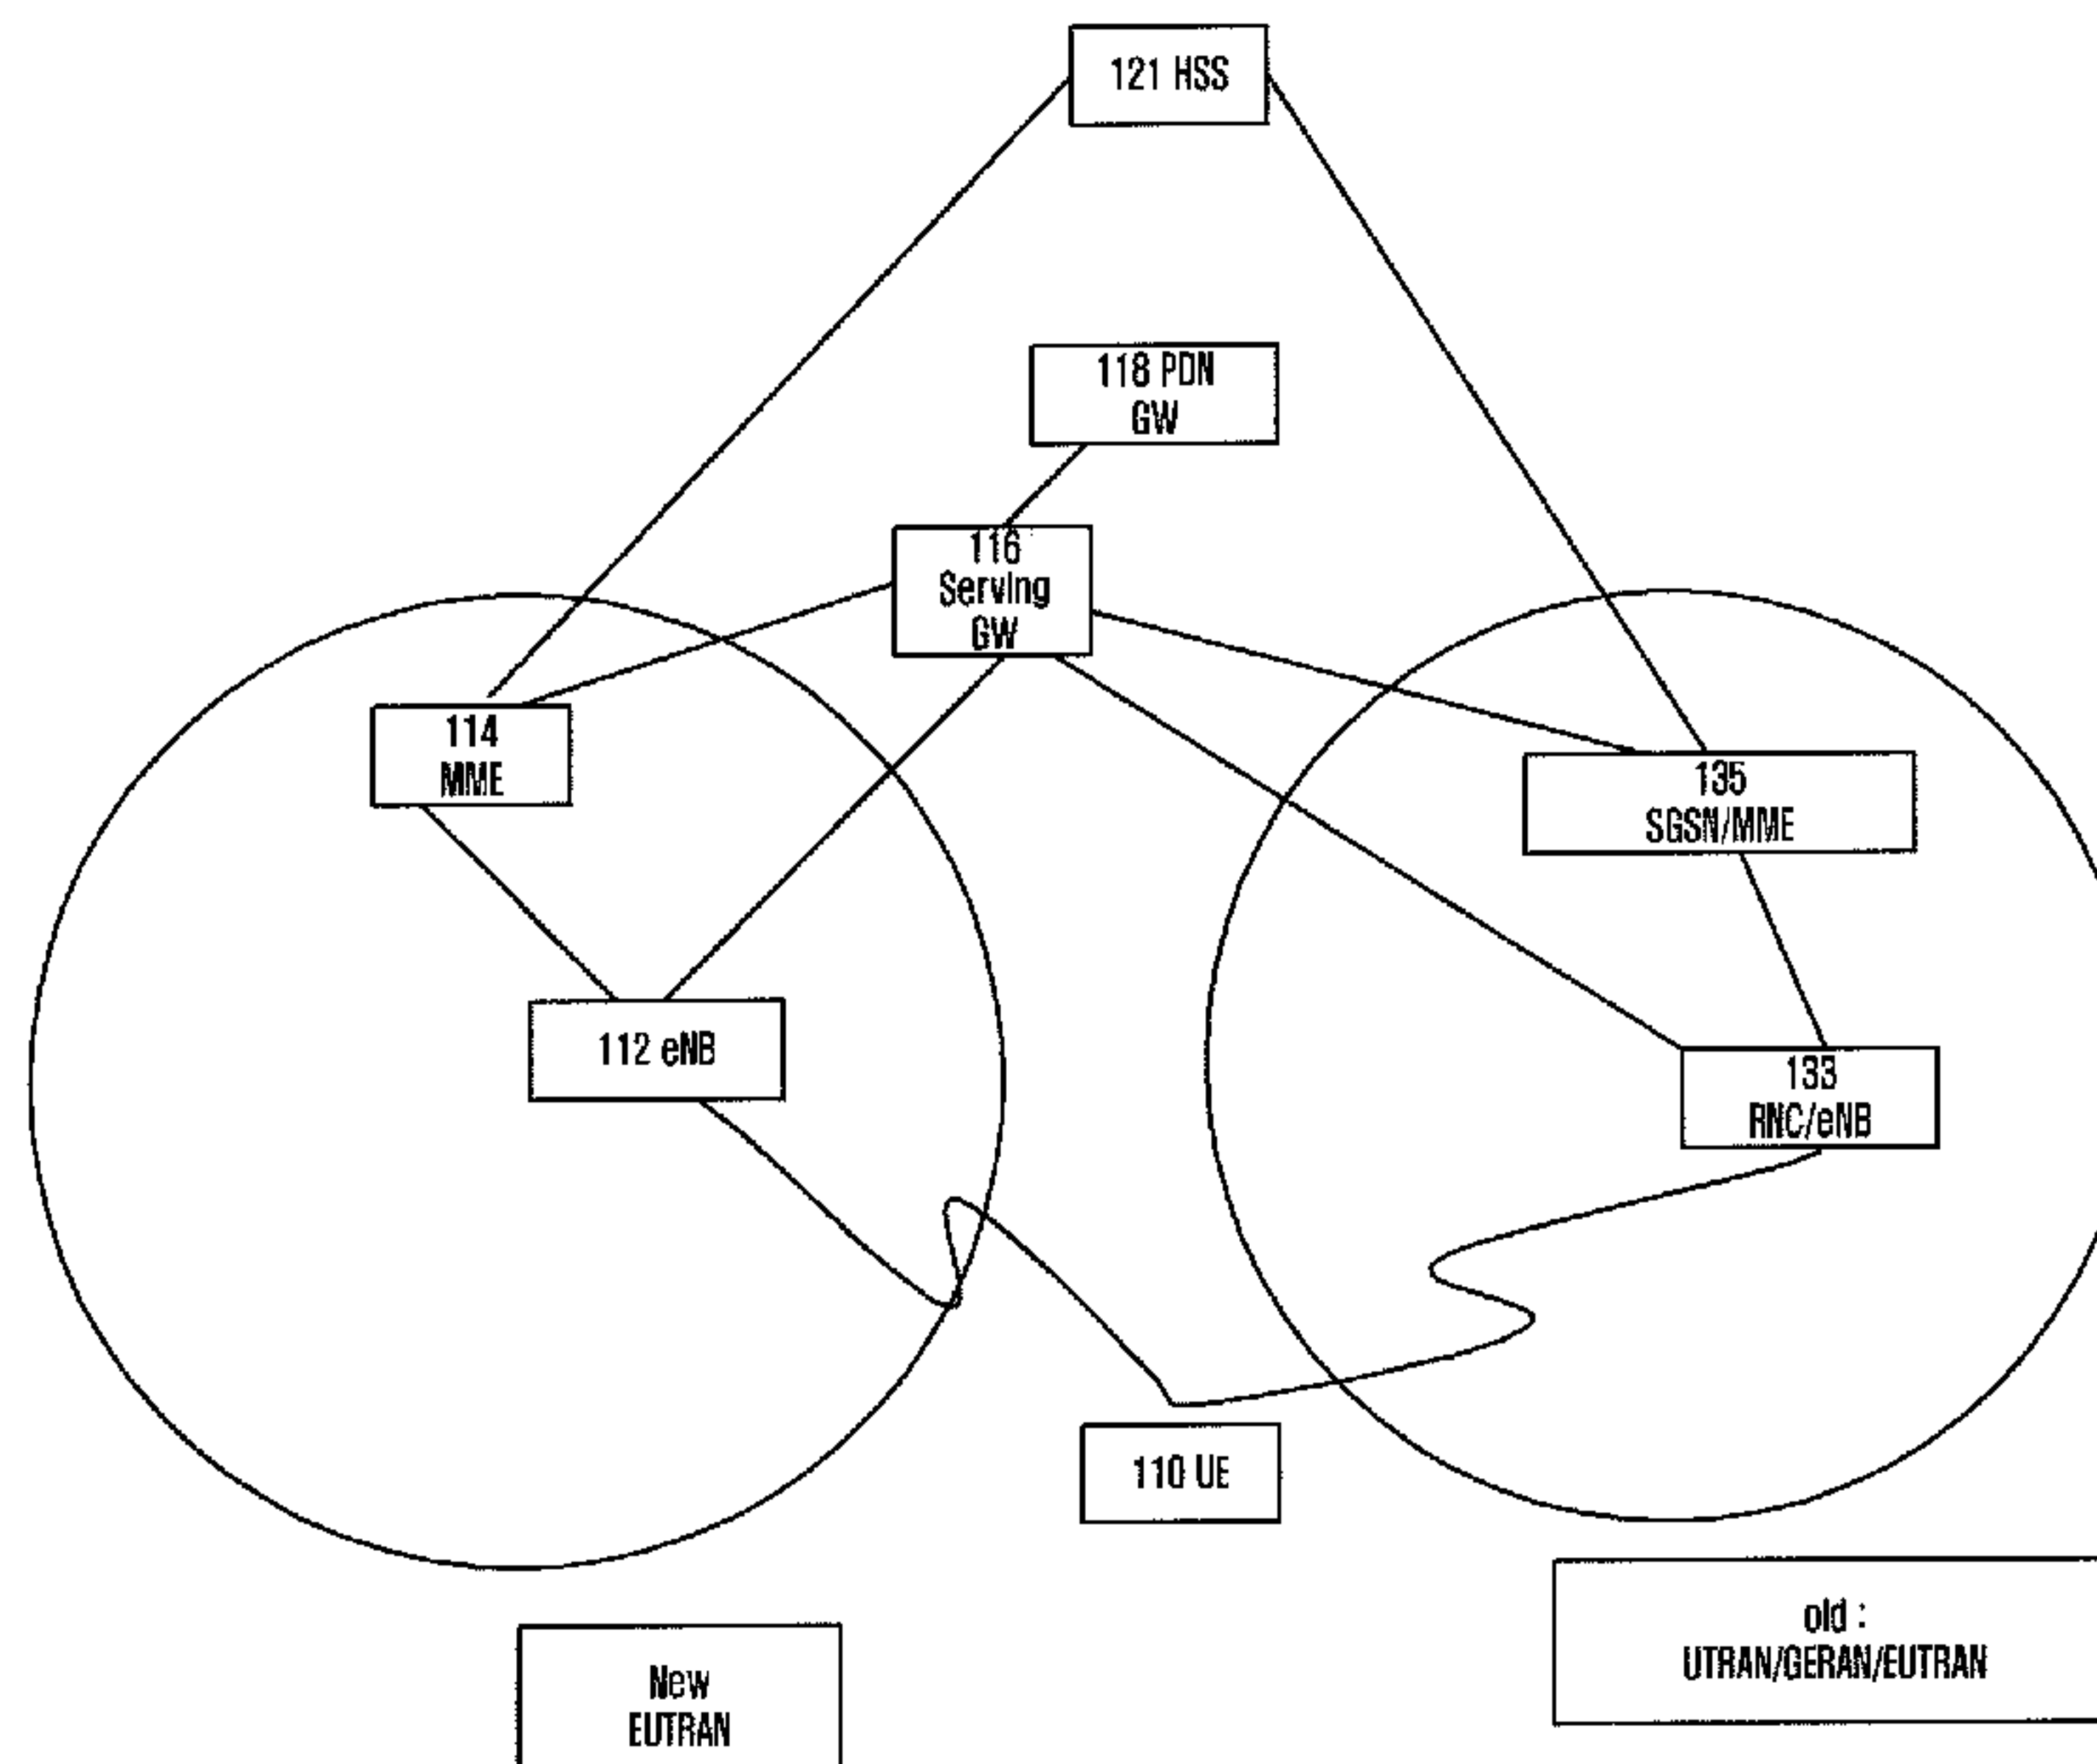 121 HSS
118 PDN
GW
116
Serving
GW
114
MME
135
SGSN/MME
112 eNB
133
RNC/eNB
110 UE
old :
UTRAN/GERAN/EUTRAN
New
EUTRAN